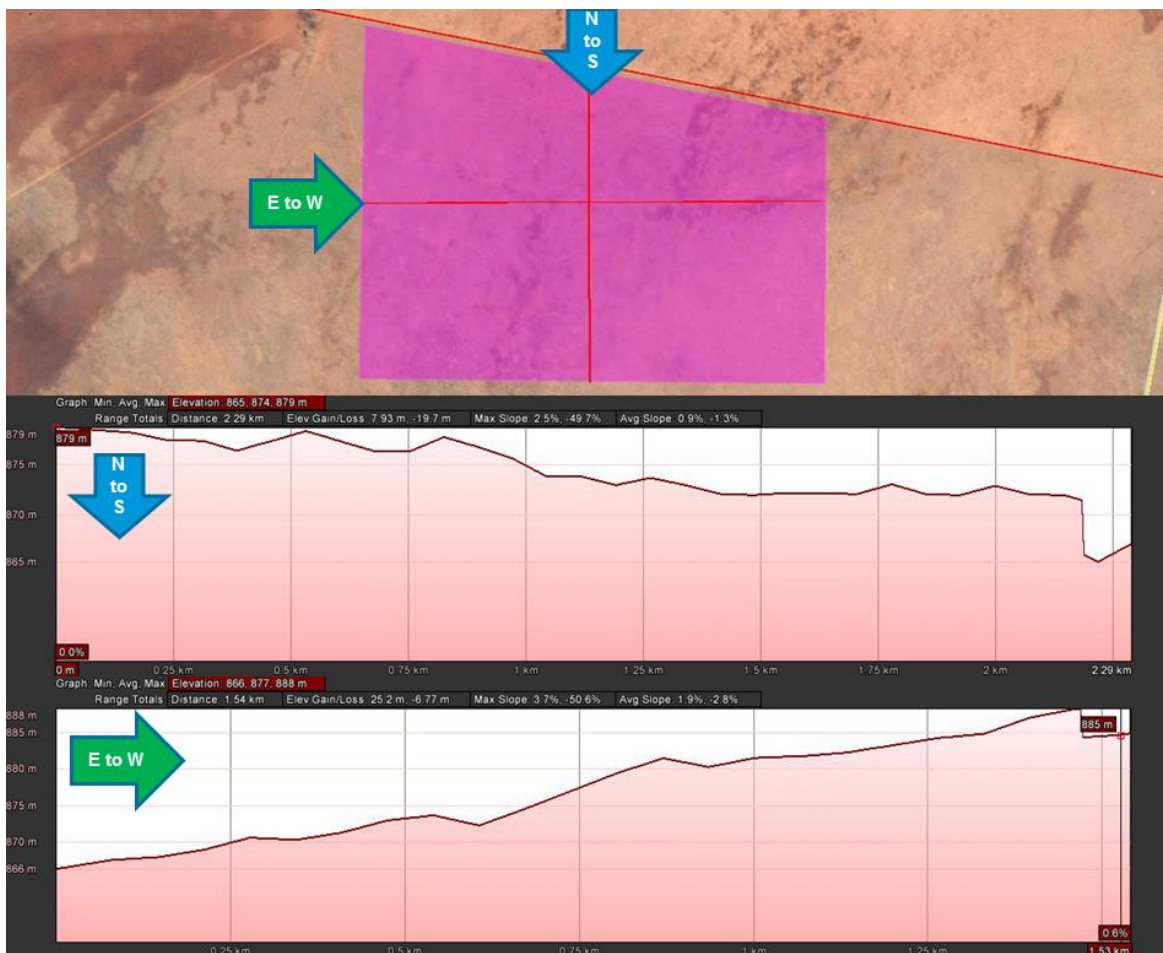 N
to
S
E to W
Graph: Min, Avg, Max Elevation: 865, 874, 879 m
Range Totals: Distance: 2.29 km Elev Gain/Loss: 7.93 m, -19.7 m Max Slope: 2.5%, -49.7% Avg Slope: 0.9%, -1.3%
879 m
879 m
875 m
870 m
865 m
N
to
S
0.0%
0 m 0.25 km 0.5 km 0.75 km 1 km 1.25 km 1.5 km 1.75 km 2 km 2.29 km
Graph: Min, Avg, Max Elevation: 866, 877, 888 m
Range Totals: Distance: 1.54 km Elev Gain/Loss: 25.2 m, -6.77 m Max Slope: 3.7%, -50.6% Avg Slope: 1.9%, -2.8%
888 m
885 m
885 m
880 m
875 m
870 m
866 m
E to W
0.6%
0.25 km 0.5 km 0.75 km 1 km 1.25 km 1.53 km